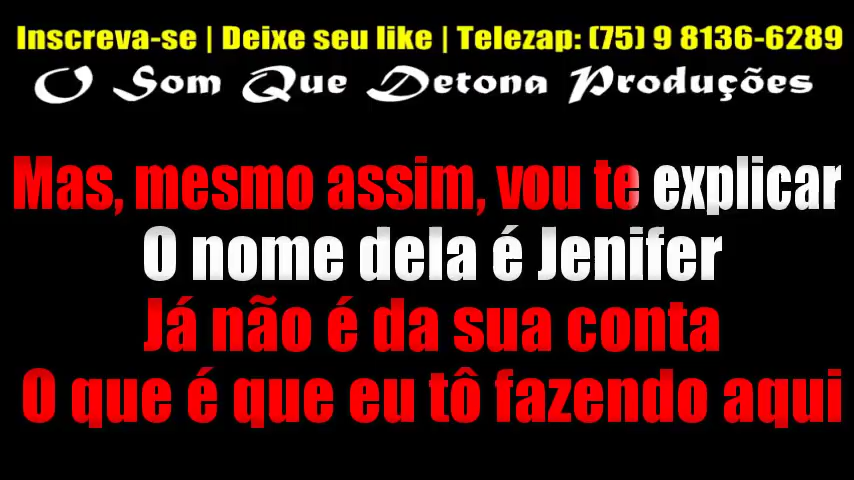 Inscreva-se | Deixe seu like | Telezap: (75) 9 8136-6289
O Som Que Detona Produções
Mas, mesmo assim, vou te explicar
O nome dela é Jenifer
Já não é da sua conta
O que é que eu tô fazendo aqui